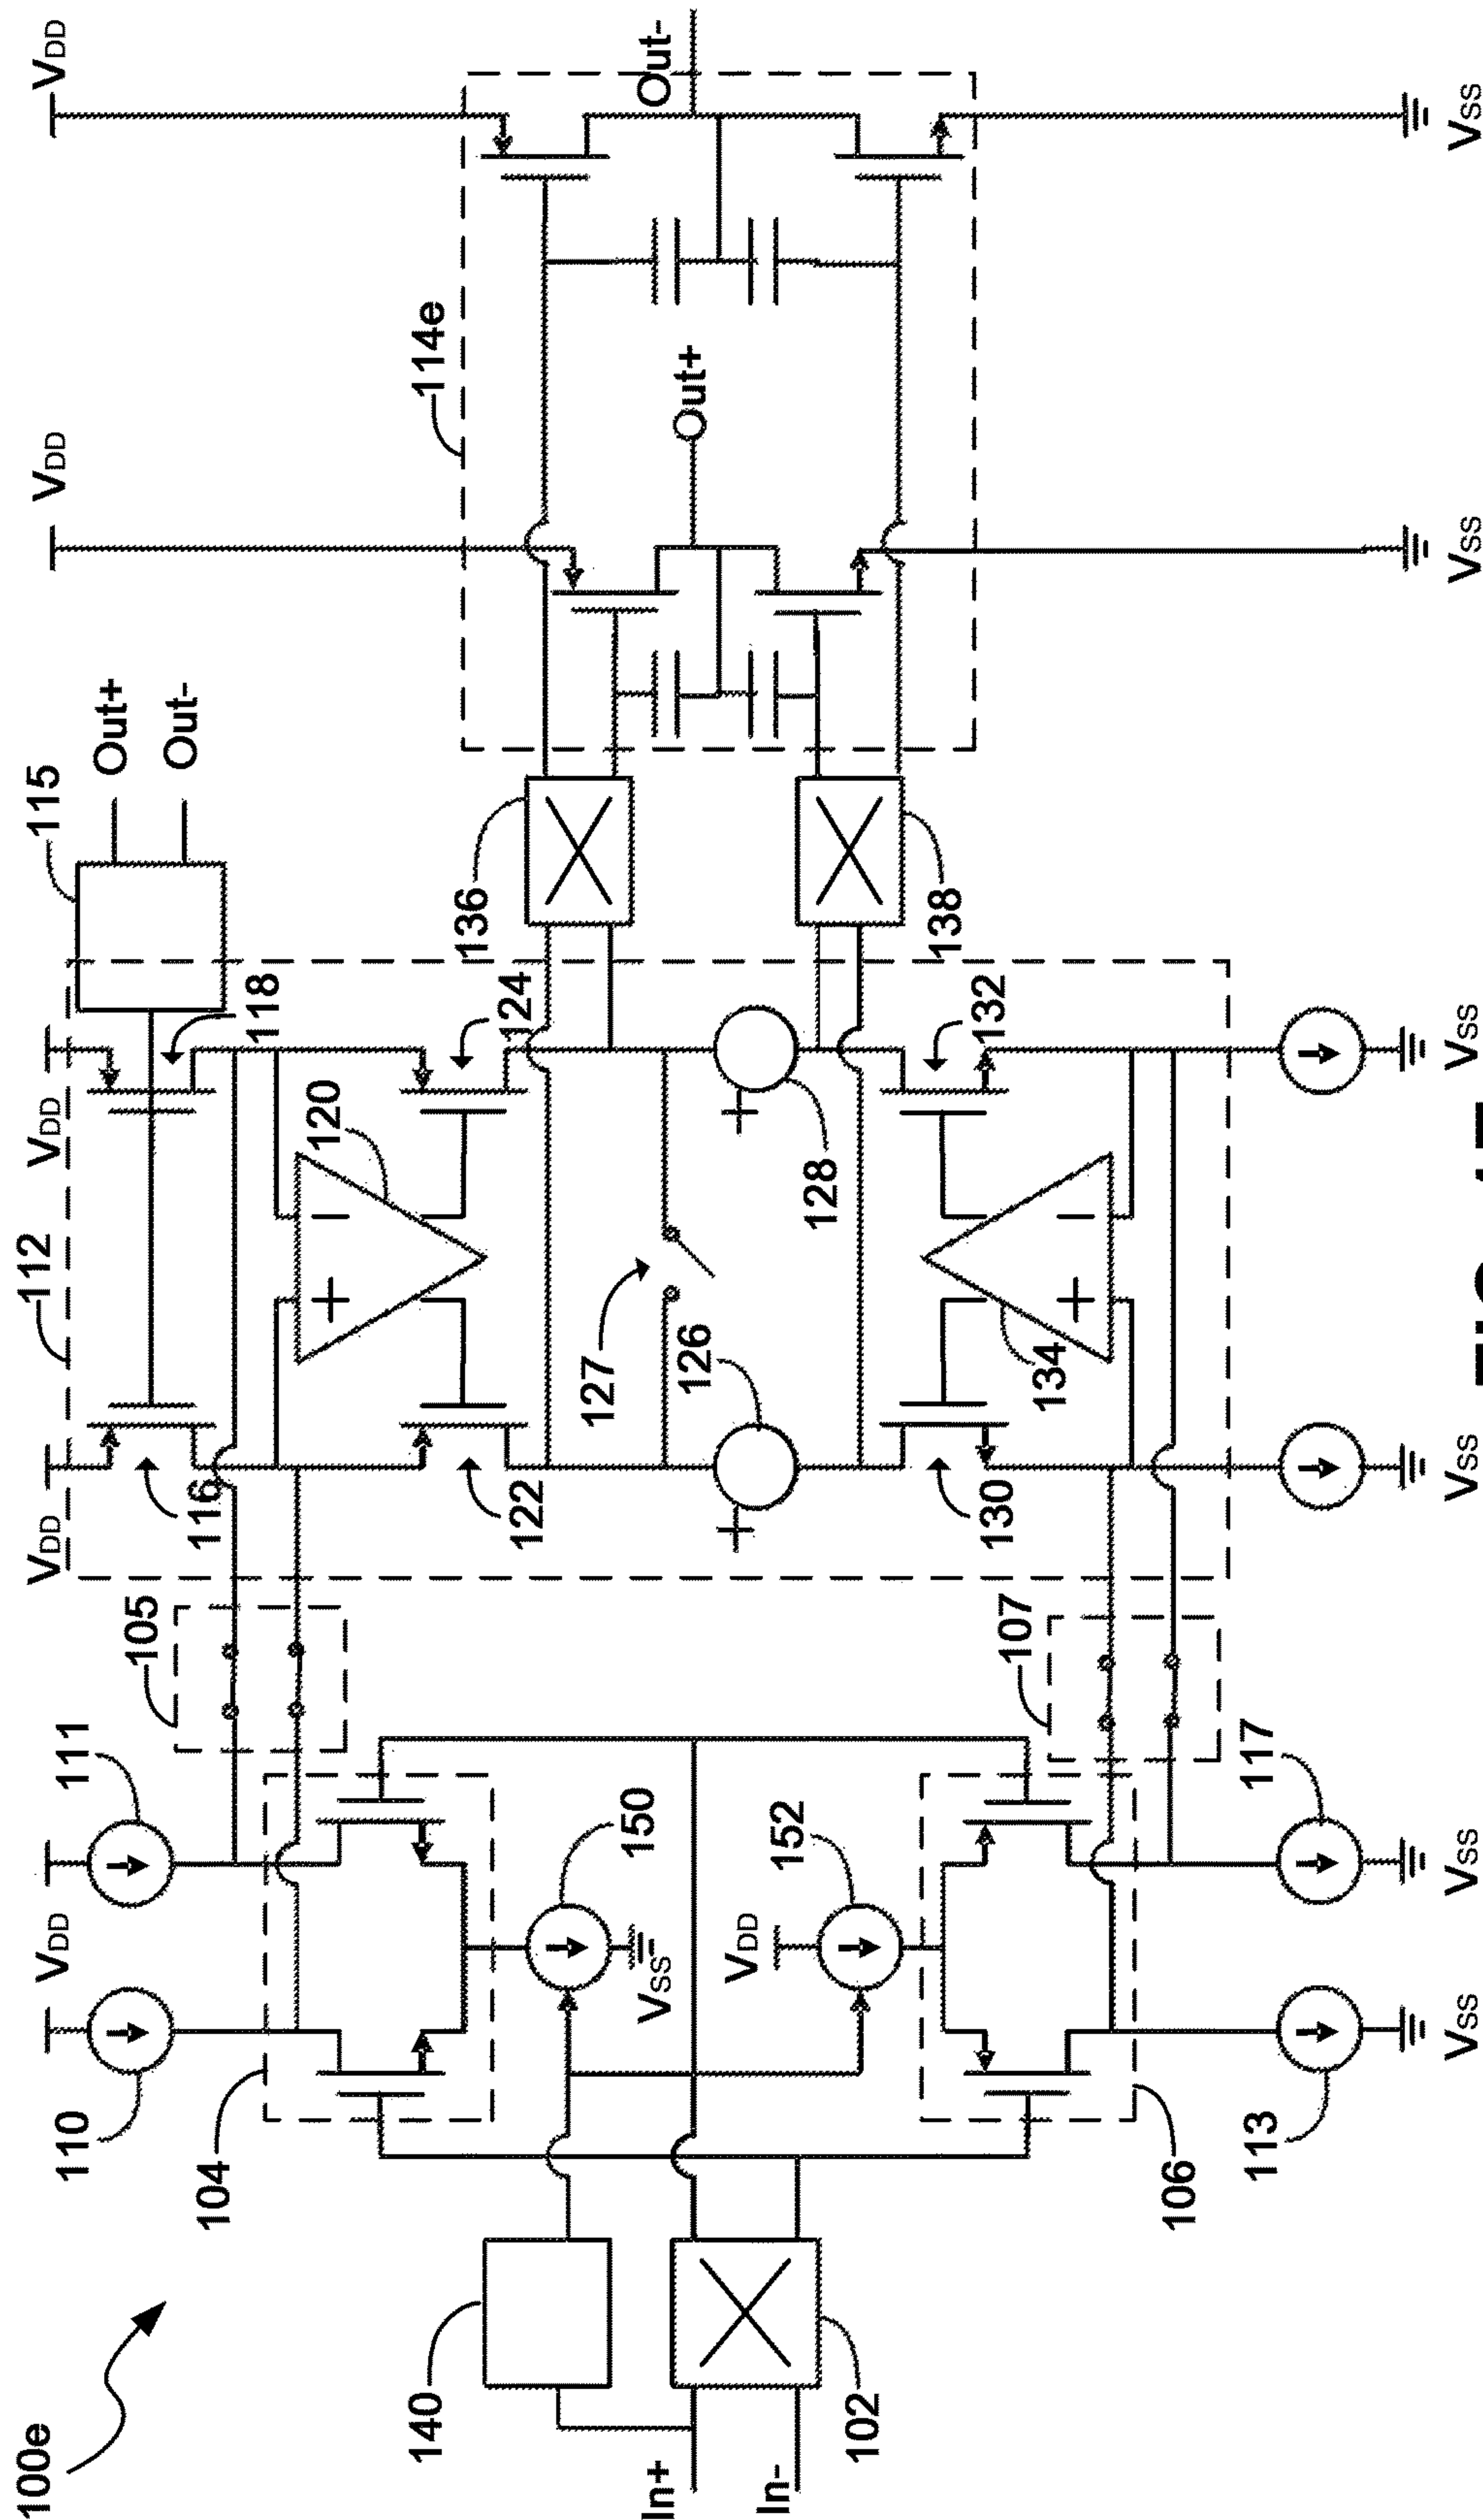 100e
110
VDD
111
VDD
112
VDD
115
VDD
VDD
Out+
Out-
104
105
116
118
120
114e
140
150
122
124
136
127
In+
VSS
126
Out+
Out-
In-
102
VDD
152
128
138
130
132
134
107
106
113
117
VSS
VSS
VSS
VSS
VSS
VSS